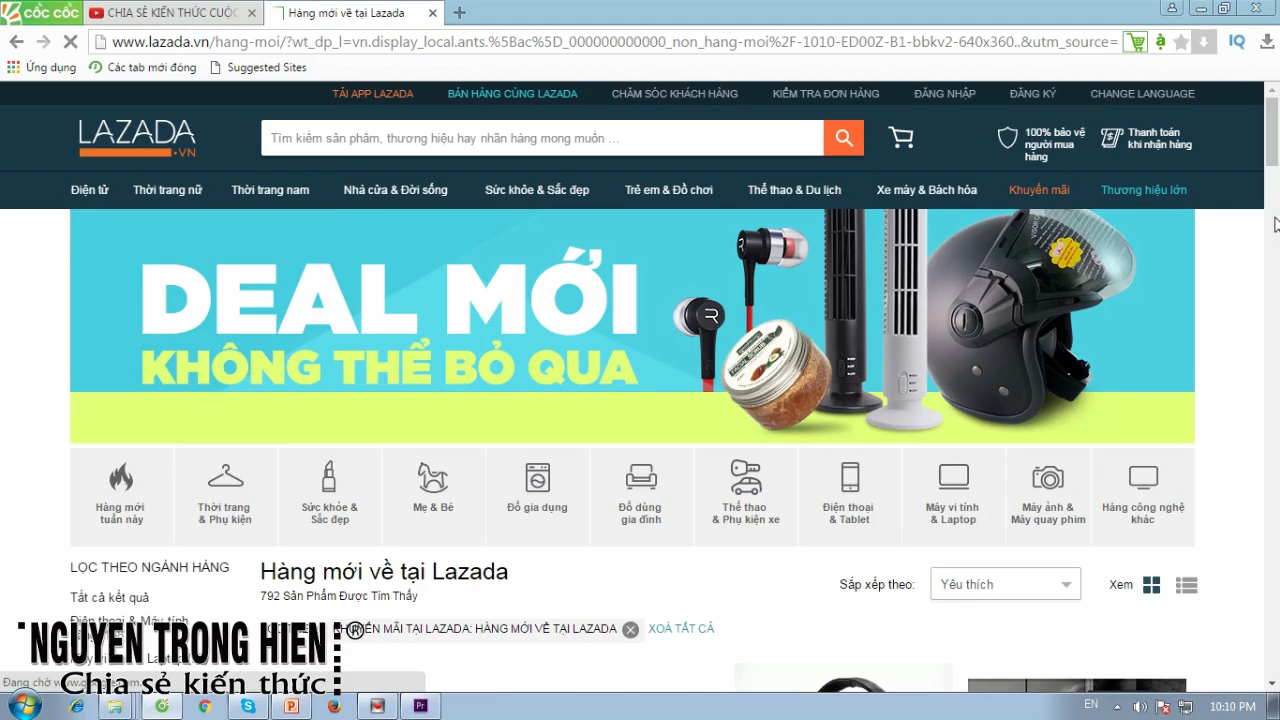 CỐC CỐC
CHIA SẺ KIẾN THỨC CUỘC
Hàng mới về tại Lazada
www.lazada.vn/hang-moi/?wt_dp_l=vn.display_local.ants.%5Bac%5D_000000000000_non_hang-moi%2F-1010-ED00Z-B1-bbkv2-640x360..&utm_source=
Ứng dụng
Các tab mới đóng
Suggested Sites
TẢI APP LAZADA
BÁN HÀNG CÙNG LAZADA
CHĂM SÓC KHÁCH HÀNG
KIỂM TRA ĐƠN HÀNG
ĐĂNG NHẬP
ĐĂNG KÝ
CHANGE LANGUAGE
LAZADA
.VN
Tìm kiếm sản phẩm, thương hiệu hay nhãn hàng mong muốn ...
100% bảo vệ
người mua
hàng
Thanh toán
khi nhận hàng
Điện tử
Thời trang nữ
Thời trang nam
Nhà cửa & Đời sống
Sức khỏe & Sắc đẹp
Trẻ em & Đồ chơi
Thể thao & Du lịch
Xe máy & Bách hóa
Khuyến mãi
Thương hiệu lớn
DEAL MỚI
KHÔNG THỂ BỎ QUA
Hàng mới
tuần này
Thời trang
& Phụ kiện
Sức khỏe &
Sắc đẹp
Mẹ & Bé
Đồ gia dụng
Đồ dùng
gia đình
Thể thao
& Phụ kiện xe
Điện thoại
& Tablet
Máy vi tính
& Laptop
Máy ảnh &
Máy quay phim
Hàng công nghệ
khác
LỌC THEO NGÀNH HÀNG
Hàng mới về tại Lazada
792 Sản Phẩm Được Tìm Thấy
Sắp xếp theo:
Yêu thích
Xem
Tất cả kết quả
Điện thoại & Máy tính
KHUYẾN MÃI TẠI LAZADA: HÀNG MỚI VỀ TẠI LAZADA
XOÁ TẤT CẢ
NGUYEN TRONG HIEN ®
Chia sẻ kiến thức
Laptop
Đang chờ www.google.com...
EN
10:10 PM